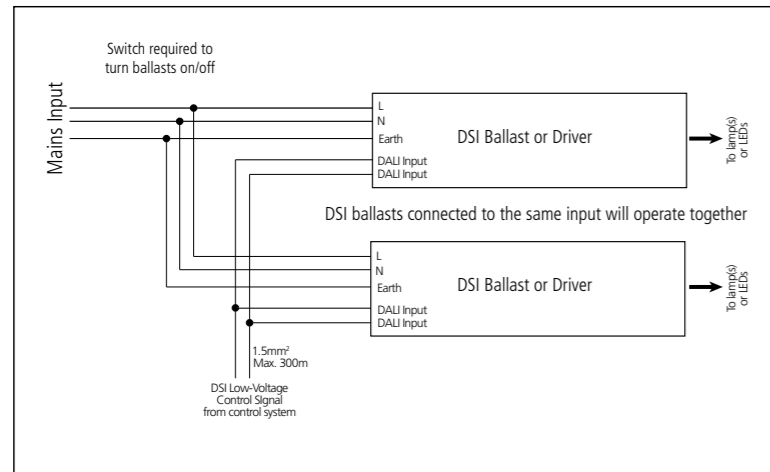 Switch required to
turn ballasts on/off
Mains Input
L
N
Earth
DALI Input
DALI Input
DSI Ballast or Driver
To lamp(s)
or LEDs
DSI ballasts connected to the same input will operate together
L
N
Earth
DALI Input
DALI Input
DSI Ballast or Driver
To lamp(s)
or LEDs
1.5mm²
Max. 300m
DSI Low-Voltage
Control Signal
from control system